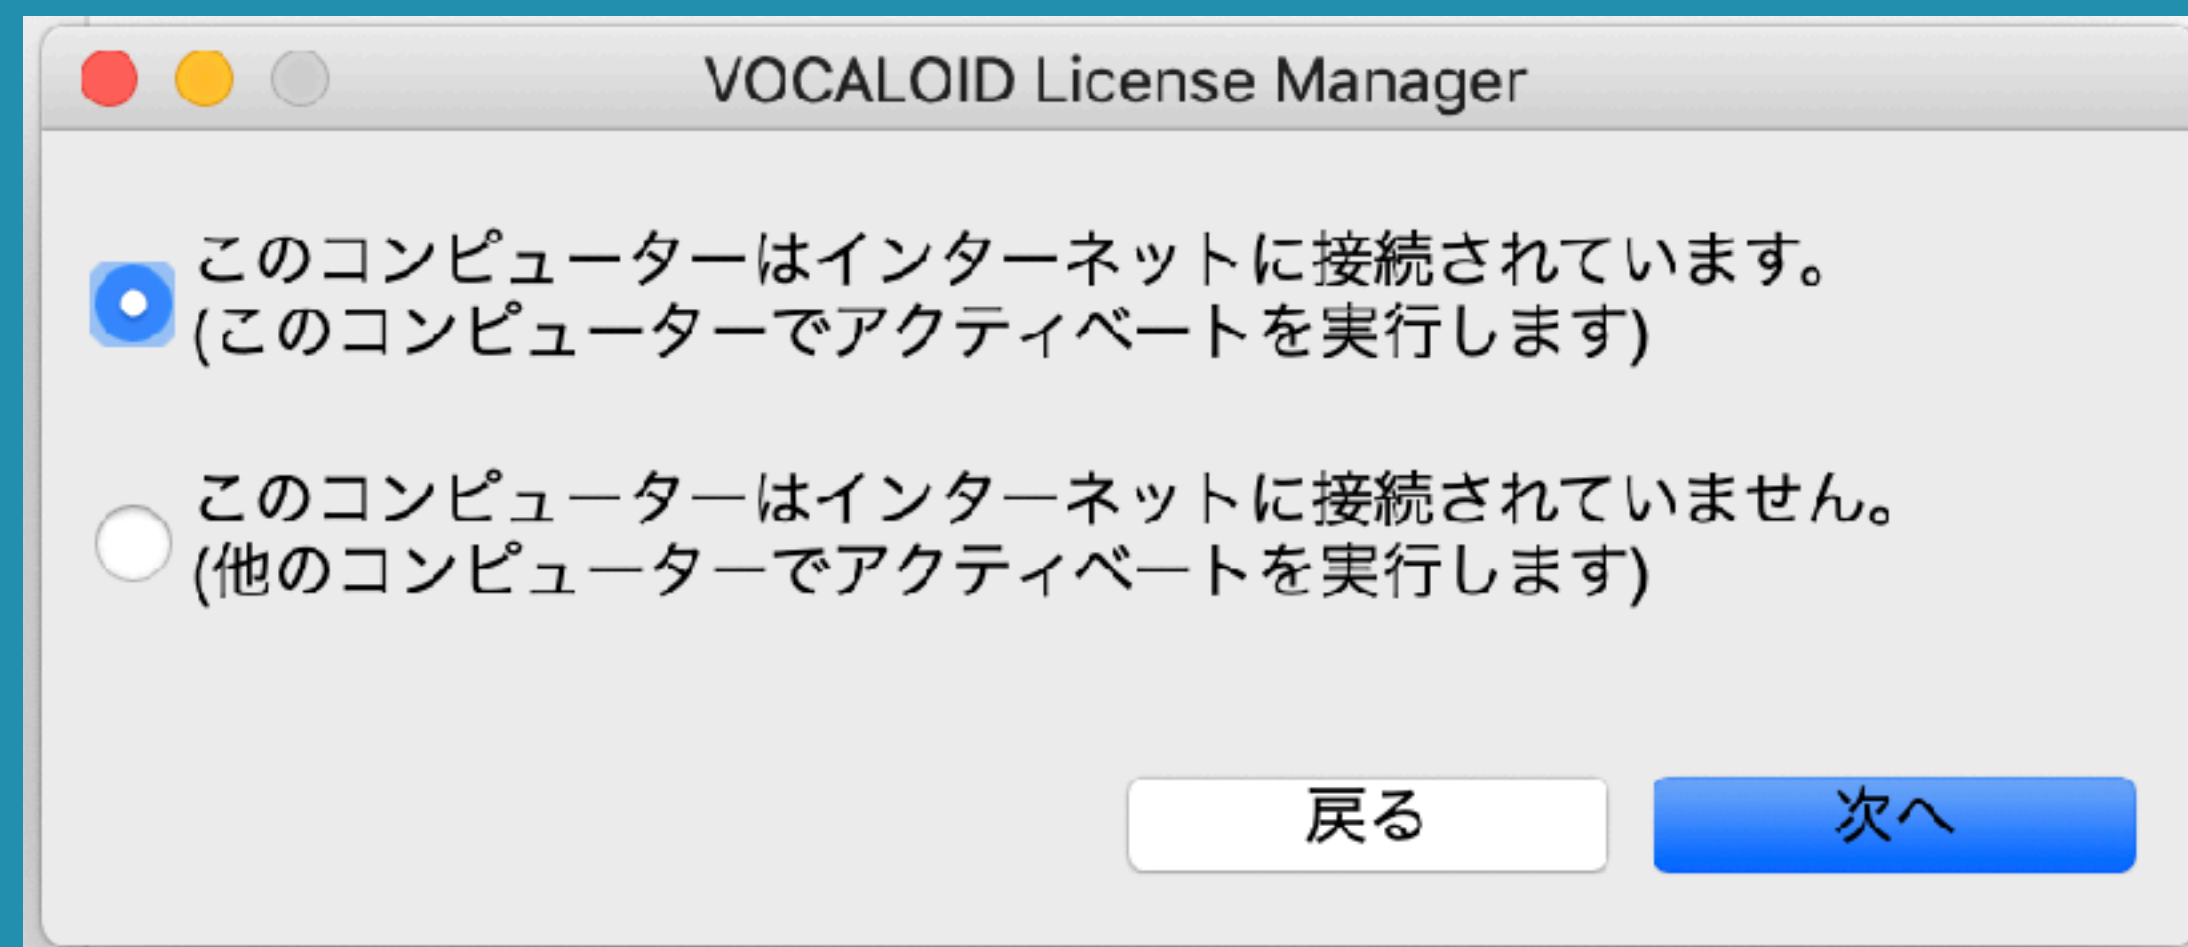 VOCALOID License Manager
このコンピューターはインターネットに接続されています。
(このコンピューターでアクティベートを実行します)
このコンピューターはインターネットに接続されていません。
(他のコンピューターでアクティベートを実行します)
戻る
次へ